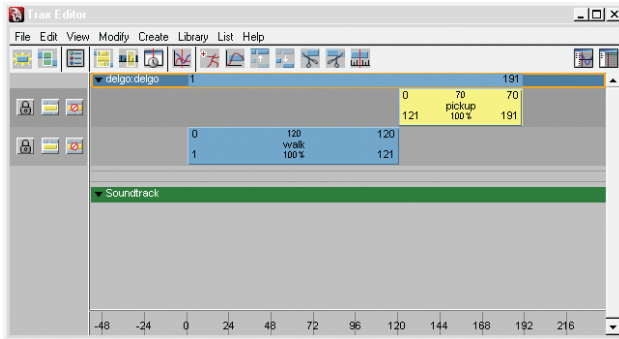 Trax Editor
File Edit View Modify Create Library List Help
delgo:delgo 1 191
0 70 70
pickup
121 100% 191
0 120 120
walk
1 100% 121
Soundtrack
-48 -24 0 24 48 72 96 120 144 168 192 216